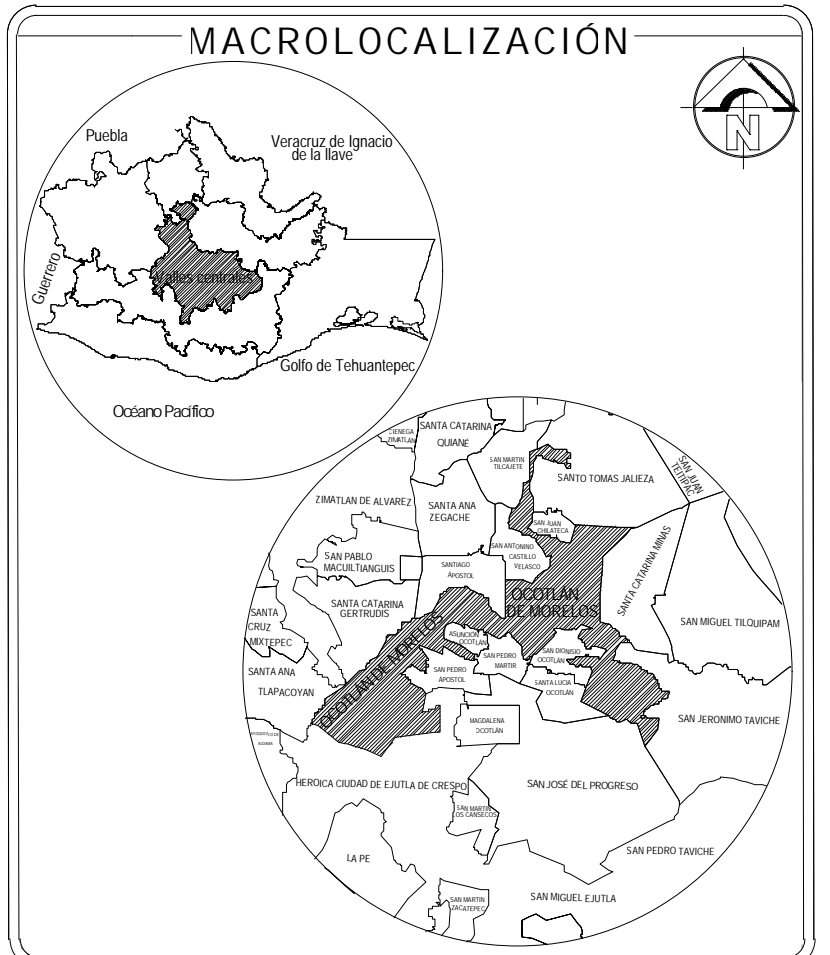 MACROLOCALIZACIÓN
N
Puebla
Veracruz de Ignacio
de la llave
Guerrero
Valles centrales
Golfo de Tehuantepec
Océano Pacífico
CIENEGA
ZIMATLÁN
SANTA CATARINA
QUIANÉ
SAN MARTIN
TILCAJETE
SANTO TOMAS JALIEZA
SAN JUAN
TEITIPAC
ZIMATLAN DE ALVAREZ
SANTA ANA
ZEGACHE
SAN JUAN
CHILATECA
SAN ANTONINO
CASTILLO
VELASCO
SAN PABLO
MACUILTIANGUIS
SANTIAGO
ÁPOSTOL
SANTA CATARINA MINAS
OCOTLÁN
DE MORELOS
SANTA CATARINA
GERTRUDIS
SANTA
CRUZ
MIXTEPEC
OCOTLÁN DE MORELOS
ASUNCIÓN
OCOTLÁN
SAN MIGUEL TILQUIPAM
SAN PEDRO
MARTIR
SAN DIONISIO
OCOTLÁN
SANTA ANA
TLAPACOYAN
SAN PEDRO
ÁPOSTOL
SANTA LUCIA
OCOTLÁN
MAGDALENA
OCOTLÁN
SAN JERONIMO TAVICHE
HEROICA CIUDAD DE EJUTLA DE CRESPO
SAN JOSÉ DEL PROGRESO
SAN MARTIN
LOS CANSECOS
LA PE
SAN PEDRO TAVICHE
SAN MARTIN
ZACATEPEC
SAN MIGUEL EJUTLA